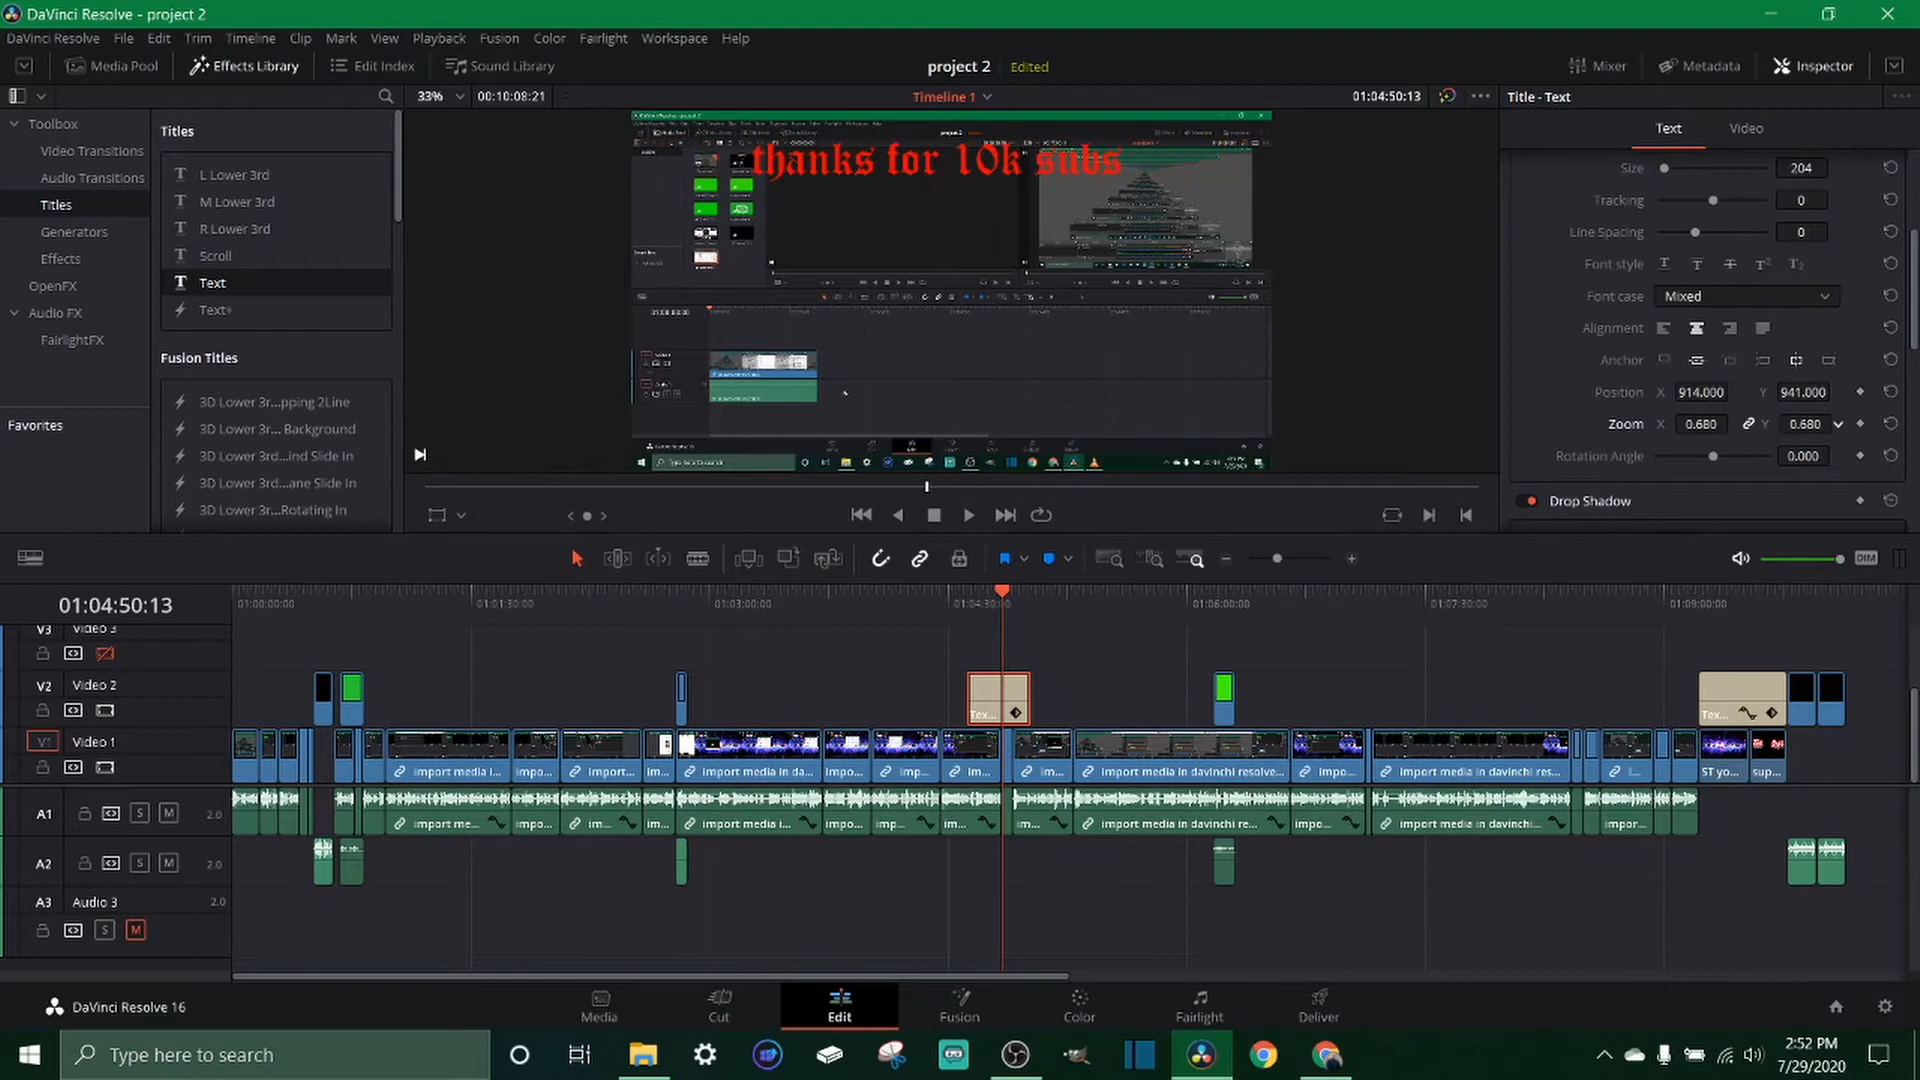 DaVinci Resolve - project 2
DaVinci Resolve File Edit Trim Timeline Clip Mark View Playback Fusion Color Fairlight Workspace Help
Media Pool Effects Library Edit Index Sound Library project 2 Edited Mixer Metadata Inspector
33% 00:10:08:21 Timeline 1 01:04:50:13 Title - Text
Toolbox
Video Transitions
Audio Transitions
Titles
Generators
Effects
OpenFX
Audio FX
FairlightFX
Favorites
Titles
L Lower 3rd
M Lower 3rd
R Lower 3rd
Scroll
Text
Text+
Fusion Titles
3D Lower 3r...pping 2Line
3D Lower 3r... Background
3D Lower 3rd...ind Slide In
3D Lower 3rd...ane Slide In
3D Lower 3r...Rotating In
thanks for 10k subs
Text Video
Size 204
Tracking 0
Line Spacing 0
Font style
Font case Mixed
Alignment
Anchor
Position X 914.000 Y 941.000
Zoom X 0.680 Y 0.680
Rotation Angle 0.000
Drop Shadow
DIM
01:04:50:13
01:00:00:00 01:01:30:00 01:03:00:00 01:04:30:00 01:06:00:00 01:07:30:00 01:09:00:00
V3 Video 3
V2 Video 2
Tex... Tex...
V1 Video 1
import media i... impo... import... im... import media in da... impo... imp... im... im... import media in davinchi resolve... impo... import media in davinchi res... i... ST yo... sup...
A1 S M 2.0
import me... impo... im... im... import media i... impo... imp... im... im... import media in davinchi re... impo... import media in davinchi... impor...
A2 S M 2.0
A3 Audio 3 2.0
S M
DaVinci Resolve 16
Media Cut Edit Fusion Color Fairlight Deliver
Type here to search
2:52 PM
7/29/2020